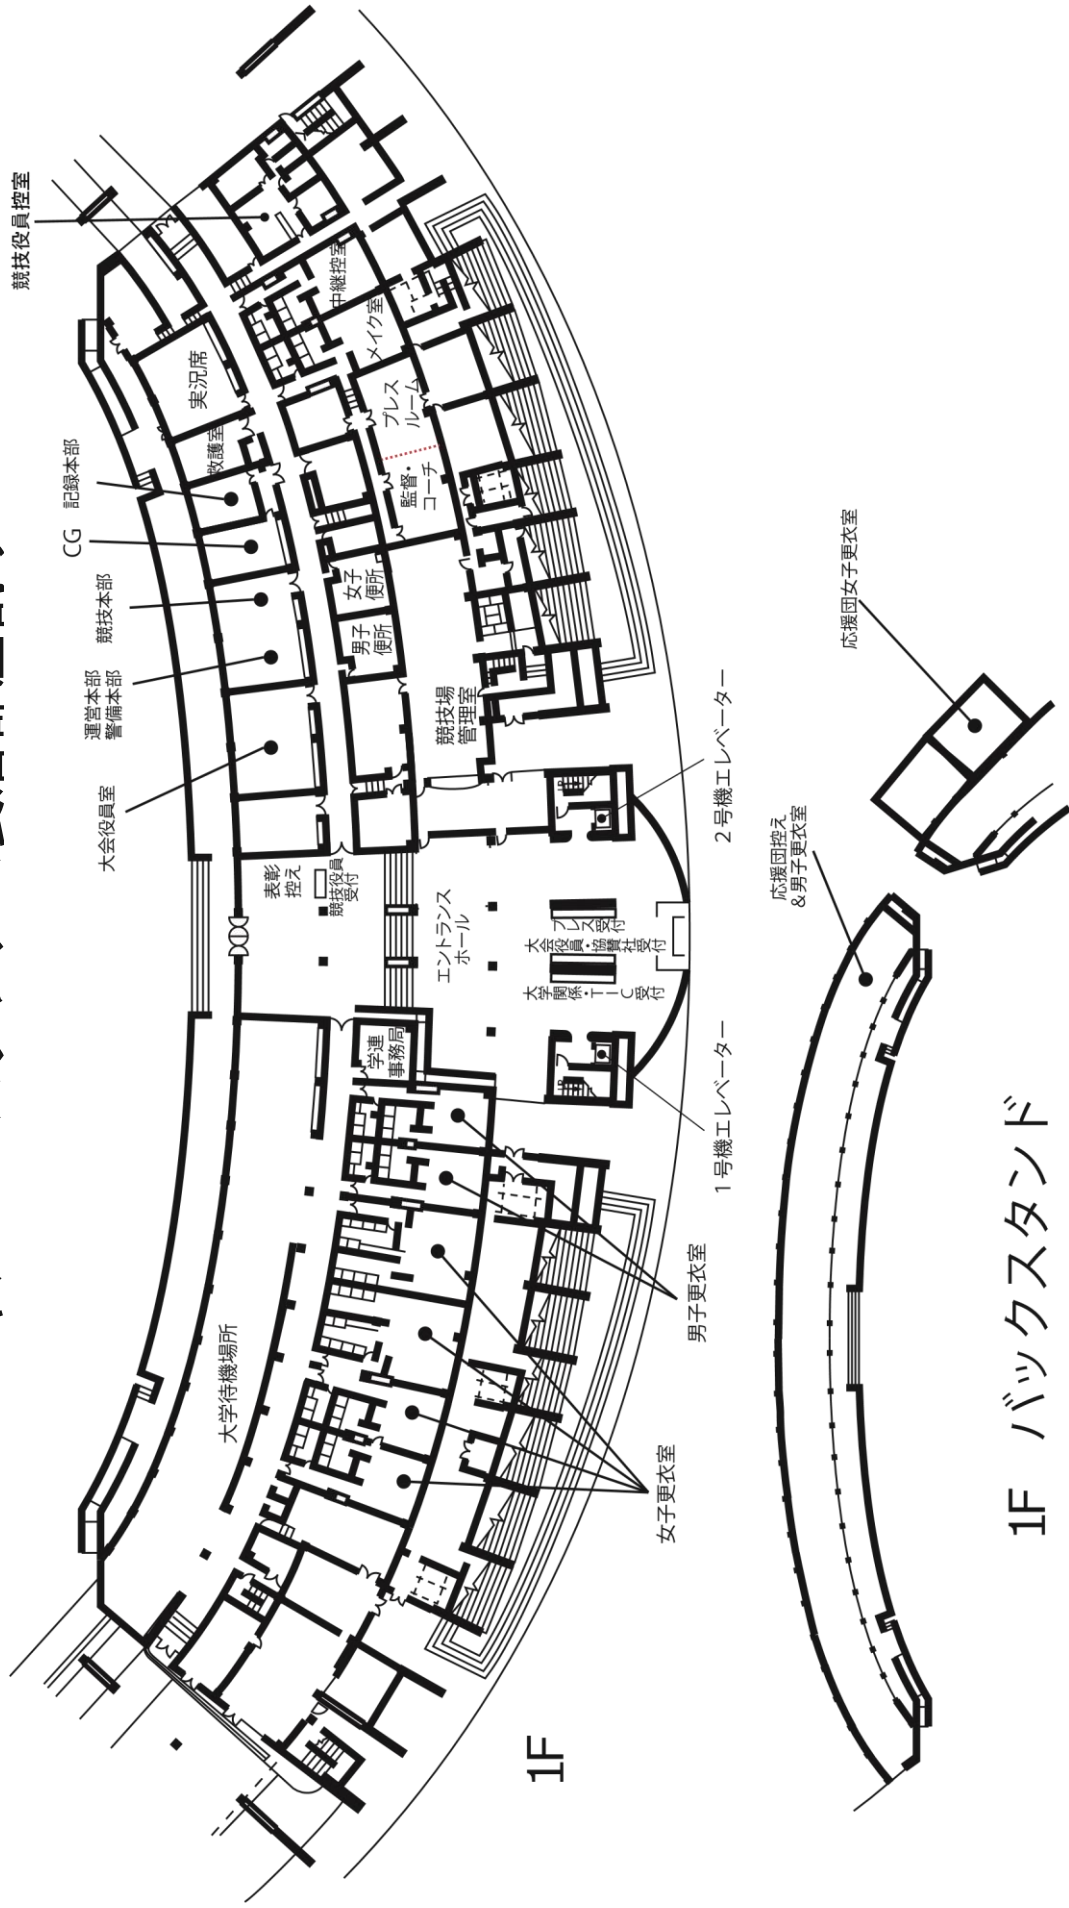 競技役員控室
中継控室
メイク室
実況席
プレス
ルーム
救護室
記録本部
監督・
コーチ
CG
競技本部
女子
便所
男子
便所
運営本部
警備本部
競技場
管理室
大会役員室
2号機エレベーター
表彰
控え
競技役員
受付
エントランス
ホール
プレス受付
大会役員・協賛社受付
大学関係・TIC受付
学連
事務局
1号機エレベーター
男子更衣室
大学待機場所
女子更衣室
1F
応援団女子更衣室
応援団控え
&男子更衣室
1F バックスタンド